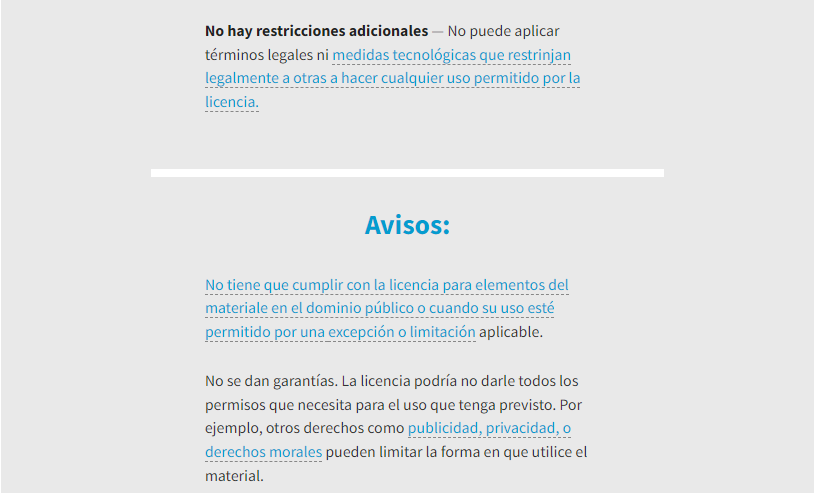 No hay restricciones adicionales — No puede aplicar
términos legales ni medidas tecnológicas que restrinjan
legalmente a otras a hacer cualquier uso permitido por la
licencia.
Avisos:
No tiene que cumplir con la licencia para elementos del
materiale en el dominio público o cuando su uso esté
permitido por una excepción o limitación aplicable.
No se dan garantías. La licencia podría no darle todos los
permisos que necesita para el uso que tenga previsto. Por
ejemplo, otros derechos como publicidad, privacidad, o
derechos morales pueden limitar la forma en que utilice el
material.